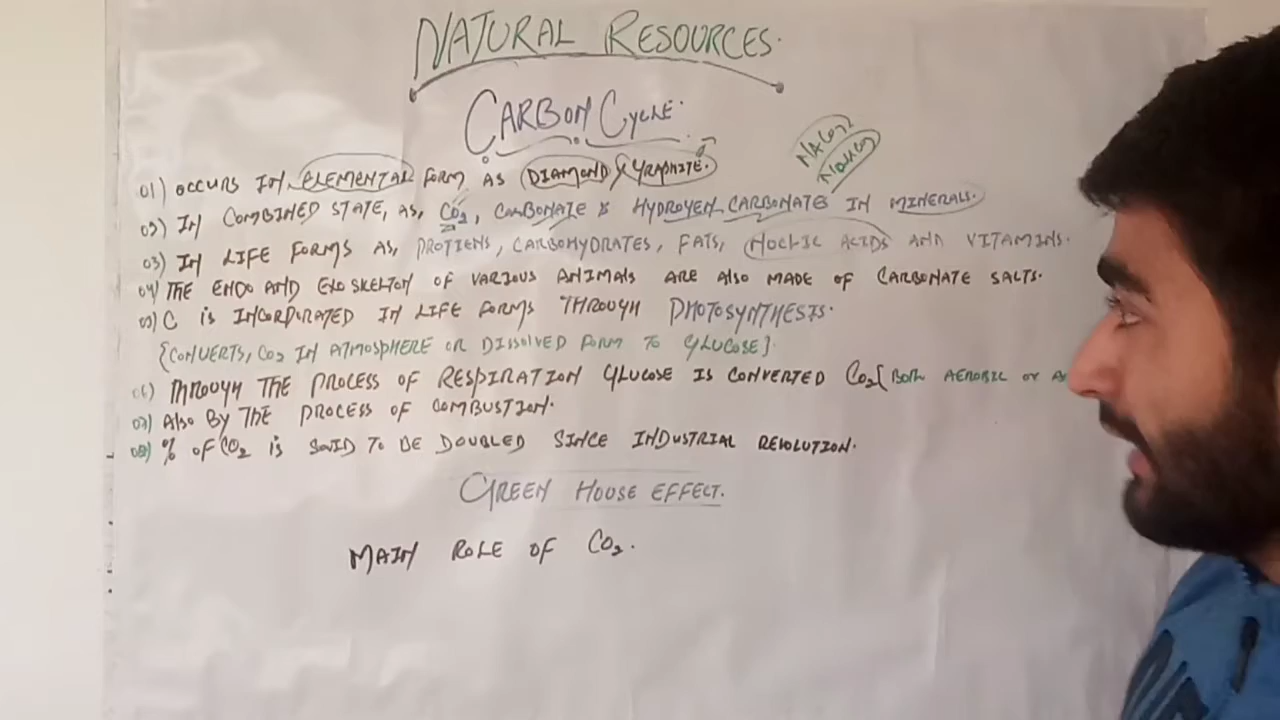 NATURAL RESOURCES.
CARBON CYCLE.
01) OCCURS IN ELEMENTAL FORM AS DIAMOND & GRAPHITE.
02) IN COMBINED STATE, AS, CO2, CARBONATE & HYDROGEN CARBONATES IN MINERALS.
03) IN LIFE FORMS AS, PROTIENS, CARBOHYDRATES, FATS, NUCLIC ACIDS AND VITAMINS.
04) THE ENDO AND EXO SKELTON OF VARIOUS ANIMALS ARE ALSO MADE OF CARBONATE SALTS.
05) C IS INCORPURATED IN LIFE FORMS THROUGH PHOTOSYNTHESIS.
{CONVERTS, CO2 IN ATMOSPHERE OR DISSOLVED FORM TO GLUCOSE}.
06) THROUGH THE PROCESS OF RESPIRATION GLUCOSE IS CONVERTED CO2 [BOTH AEROBIC OR
07) ALSO BY THE PROCESS OF COMBUSTION.
08) % OF CO2 IS SAID TO BE DOUBLED SINCE INDUSTRIAL REVOLUTION.
GREEN HOUSE EFFECT.
MAIN ROLE OF CO2.